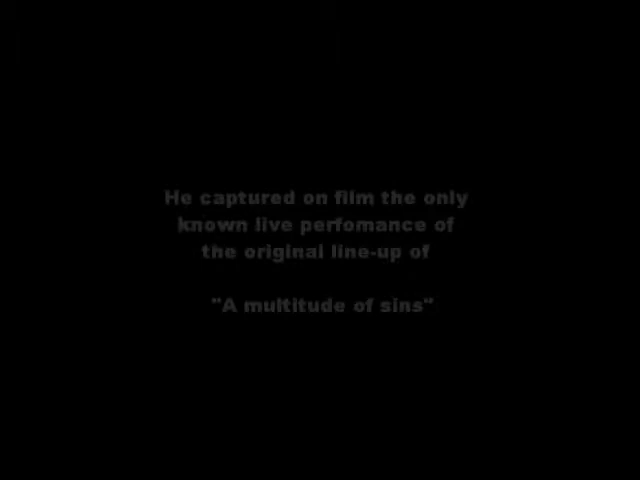 He captured on film the only
known live perfomance of
the original line-up of
"A multitude of sins"